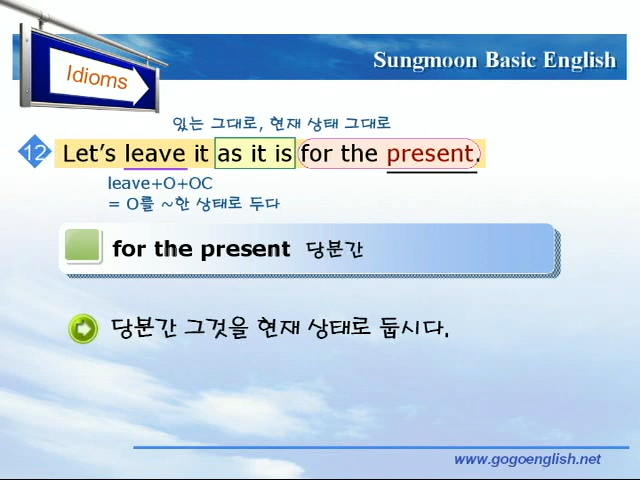 Idioms
Sungmoon Basic English
있는 그대로, 현재 상태 그대로
12 Let's leave it as it is for the present.
leave+O+OC
= O를 ~한 상태로 두다
for the present 당분간
당분간 그것을 현재 상태로 둡시다.
www.gogoenglish.net